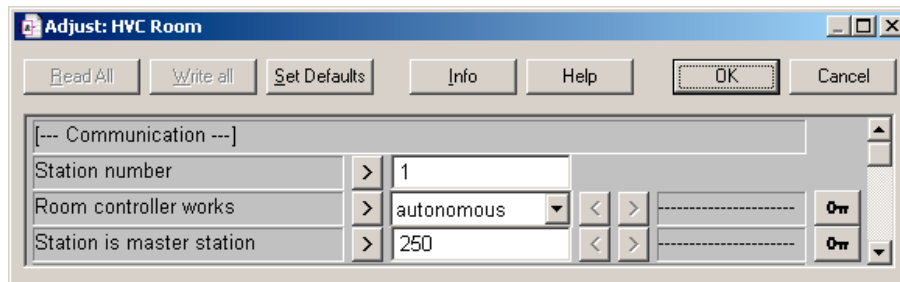 Adjust: HVC Room
Read All Write all Set Defaults Info Help OK Cancel
[--- Communication ---]
Station number > 1
Room controller works > autonomous < > ----------------------
Station is master station > 250 < > ----------------------